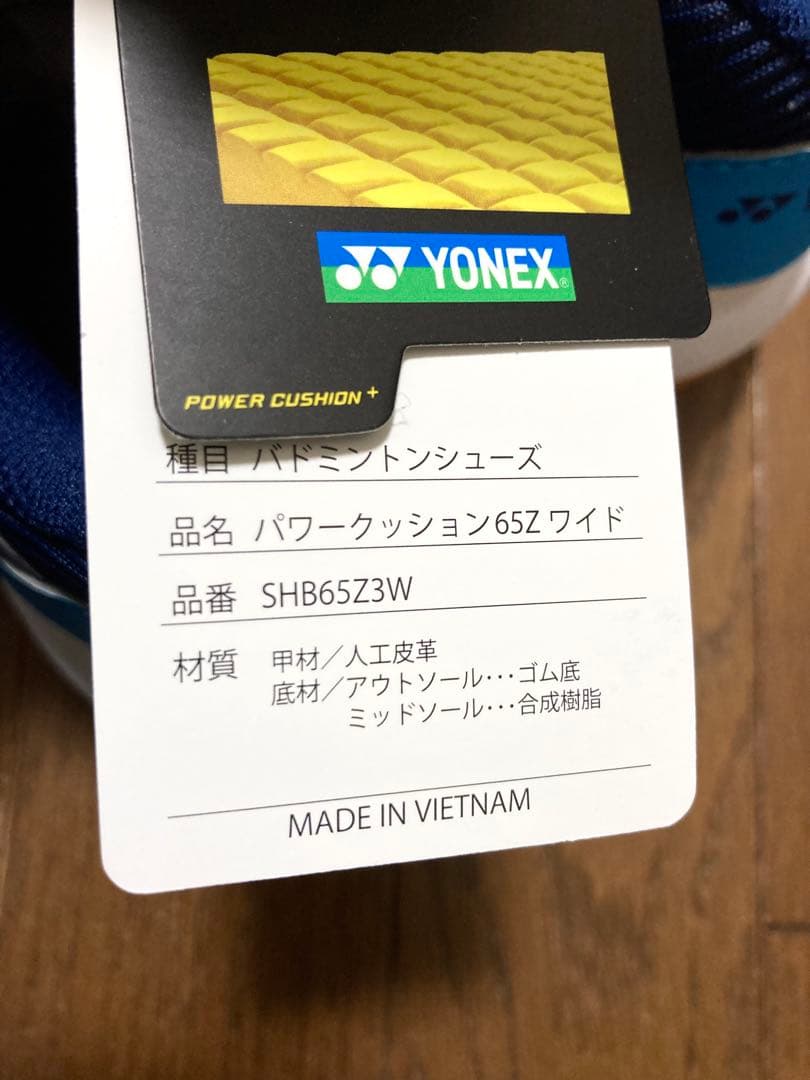 YONEX®
POWER CUSHION+
種目 バドミントンシューズ
品名 パワークッション65Z ワイド
品番 SHB65Z3W
材質 甲材／人工皮革
底材／アウトソール･･･ゴム底
ミッドソール･･･合成樹脂
MADE IN VIETNAM